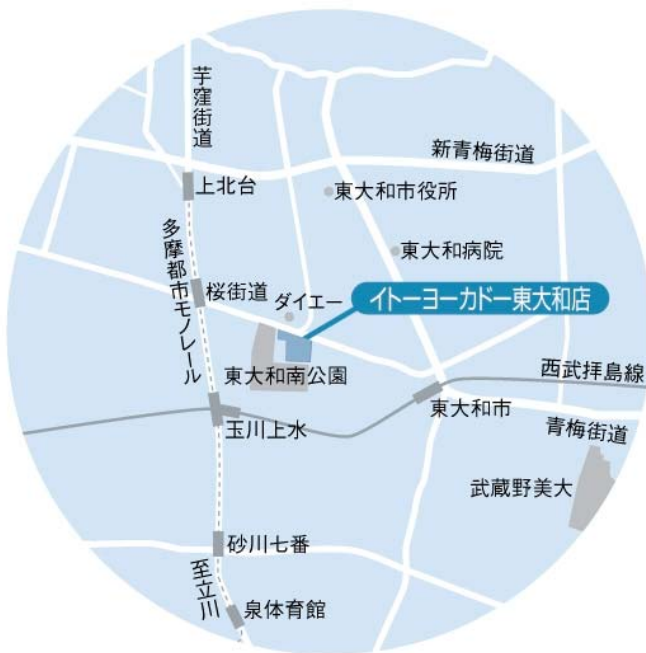 芋窪街道
新青梅街道
上北台
東大和市役所
多摩都市モノレール
東大和病院
桜街道
ダイエー
イトーヨーカドー東大和店
東大和南公園
西武拝島線
東大和市
玉川上水
青梅街道
武蔵野美大
砂川七番
至立川
泉体育館